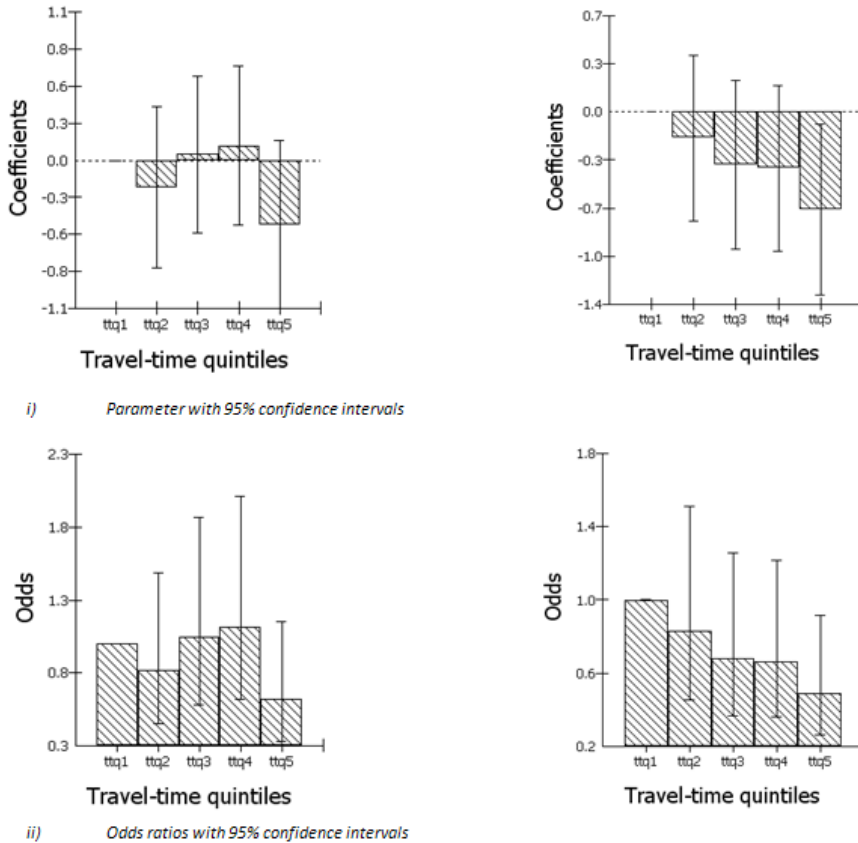 1.1
0.8
0.6
0.3
0.0
-0.3
-0.6
-0.8
-1.1
Coefficients
ttq1 ttq2 ttq3 ttq4 ttq5
Travel-time quintiles
0.7
0.3
0.0
-0.3
-0.7
-1.0
-1.4
Coefficients
ttq1 ttq2 ttq3 ttq4 ttq5
Travel-time quintiles
i) Parameter with 95% confidence intervals
2.3
1.8
1.3
0.8
0.3
Odds
ttq1 ttq2 ttq3 ttq4 ttq5
Travel-time quintiles
1.8
1.4
1.0
0.6
0.2
Odds
ttq1 ttq2 ttq3 ttq4 ttq5
Travel-time quintiles
ii) Odds ratios with 95% confidence intervals